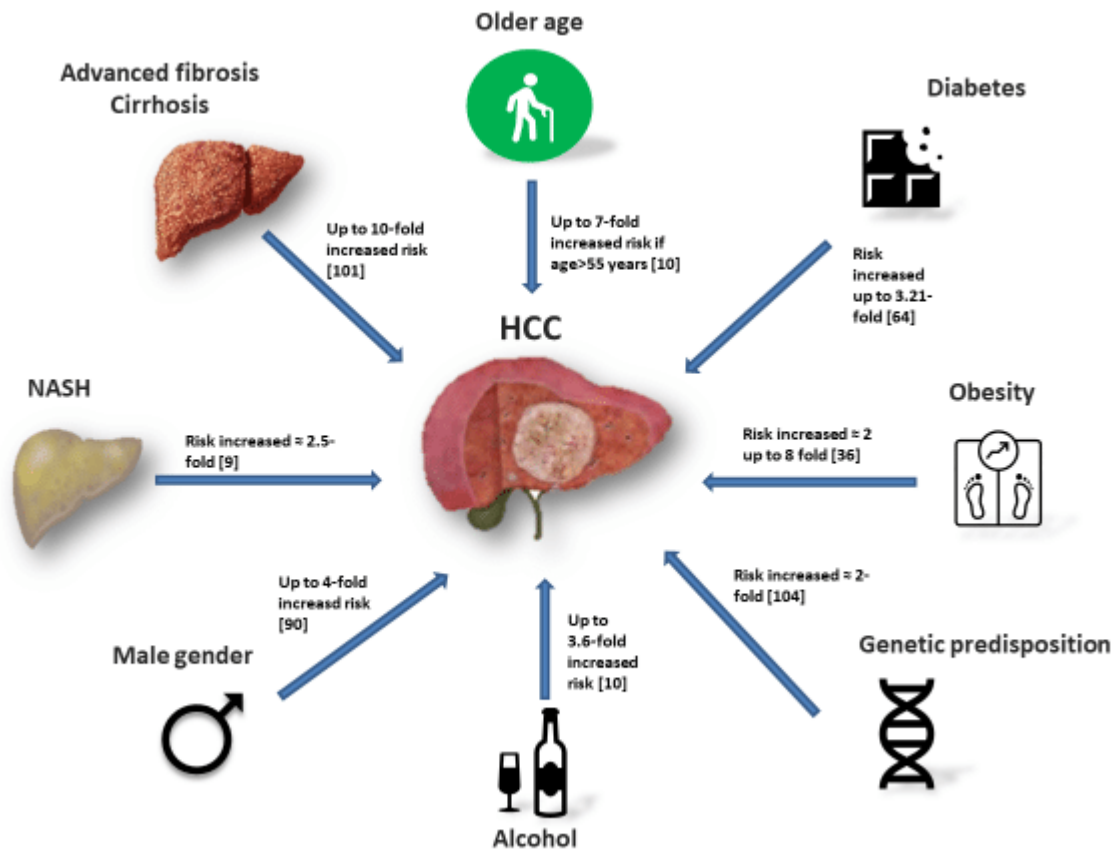 Older age
Advanced fibrosis
Cirrhosis
Diabetes
Up to 10-fold
increased risk
[101]
Up to 7-fold
increased risk if
age>55 years [10]
Risk
increased
up to 3.21-
fold [64]
HCC
NASH
Risk increased ≈ 2.5-
fold [9]
Obesity
Risk increased ≈ 2
up to 8 fold [36]
Up to 4-fold
increasd risk
[90]
Male gender
Up to
3.6-fold
increased
risk [10]
Alcohol
Risk increased ≈ 2-
fold [104]
Genetic predisposition